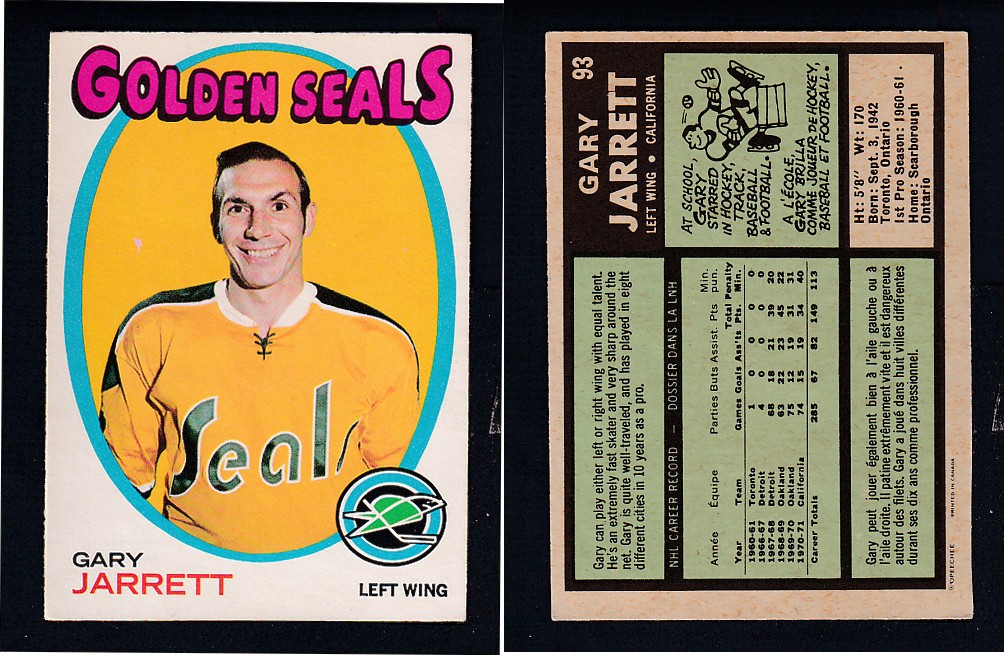 GOLDEN SEALS
Seal
GARY
JARRETT
LEFT WING
93
GARY
JARRETT
LEFT WING • CALIFORNIA
AT SCHOOL,
GARY
STARRED
IN HOCKEY,
TRACK,
BASEBALL
& FOOTBALL.
A L'ÉCOLE,
GARY BRILLA
COMME JOUEUR DE HOCKEY,
BASEBALL ET FOOTBALL.
Ht: 5'8" Wt: 170
Born: Sept. 3, 1942
Toronto, Ontario
1st Pro Season: 1960-61
Home: Scarborough
Ontario
Gary can play either left or right wing with equal talent.
He's an extremely fast skater and very sharp around the
net. Gary is quite well-traveled, and has played in eight
different cities in 10 years as a pro.
NHL CAREER RECORD — DOSSIER DANS LA LNH
Année Équipe Parties Buts Assist. Pts Min. pun.
Year Team Games Goals Ass'ts Total Pts. Penalty Min.
1960-61 Toronto 1 0 0 0 0
1966-67 Detroit 4 0 0 0 0
1967-68 Detroit 68 18 21 39 20
1968-69 Oakland 63 22 23 45 22
1969-70 Oakland 75 12 19 31 31
1970-71 California 74 15 19 34 40
Career Totals 285 67 82 149 113
Gary peut jouer également bien à l'aile gauche ou à
l'aile droite. Il patine extrêmement vite et il est dangereux
autour des filets. Gary a joué dans huit villes différentes
durant ses dix ans comme professionnel.
©OPEECHEE PRINTED IN CANADA